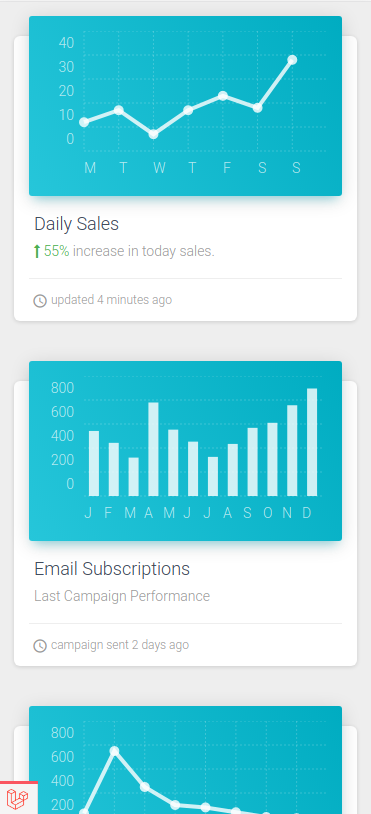 40
30
20
10
0
M T W T F S S
Daily Sales
55% increase in today sales.
updated 4 minutes ago
800
600
400
200
0
J F M A M J J A S O N D
Email Subscriptions
Last Campaign Performance
campaign sent 2 days ago
800
600
400
200